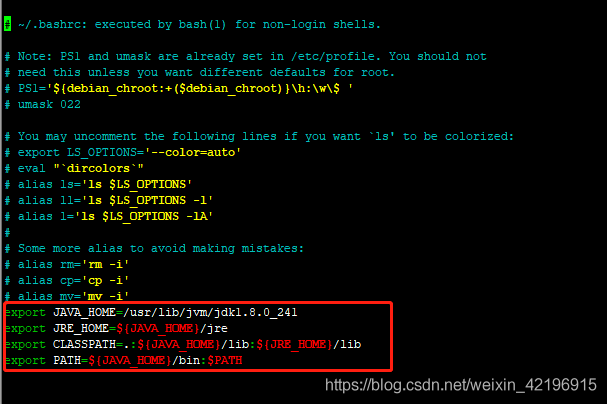 # ~/.bashrc: executed by bash(1) for non-login shells.
# Note: PS1 and umask are already set in /etc/profile. You should not
# need this unless you want different defaults for root.
# PS1='${debian_chroot:+($debian_chroot)}\h:\w\$ '
# umask 022
# You may uncomment the following lines if you want `ls' to be colorized:
# export LS_OPTIONS='--color=auto'
# eval "`dircolors`"
# alias ls='ls $LS_OPTIONS'
# alias ll='ls $LS_OPTIONS -l'
# alias l='ls $LS_OPTIONS -lA'
#
# Some more alias to avoid making mistakes:
# alias rm='rm -i'
# alias cp='cp -i'
# alias mv='mv -i'
export JAVA_HOME=/usr/lib/jvm/jdk1.8.0_241
export JRE_HOME=${JAVA_HOME}/jre
export CLASSPATH=.:${JAVA_HOME}/lib:${JRE_HOME}/lib
export PATH=${JAVA_HOME}/bin:$PATH
https://blog.csdn.net/weixin_42196915